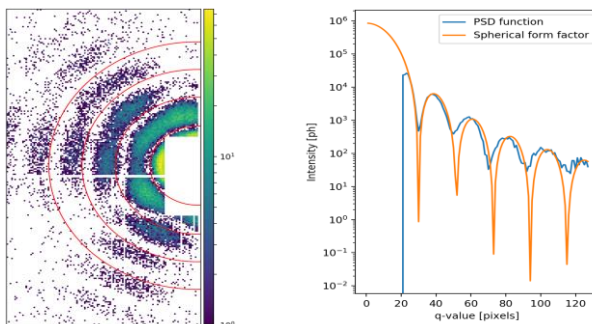 10¹
10⁰
10⁶
10⁵
10⁴
10³
10²
10¹
10⁰
10⁻¹
10⁻²
Intensity [ph]
PSD function
Spherical form factor
0 20 40 60 80 100 120
q-value [pixels]